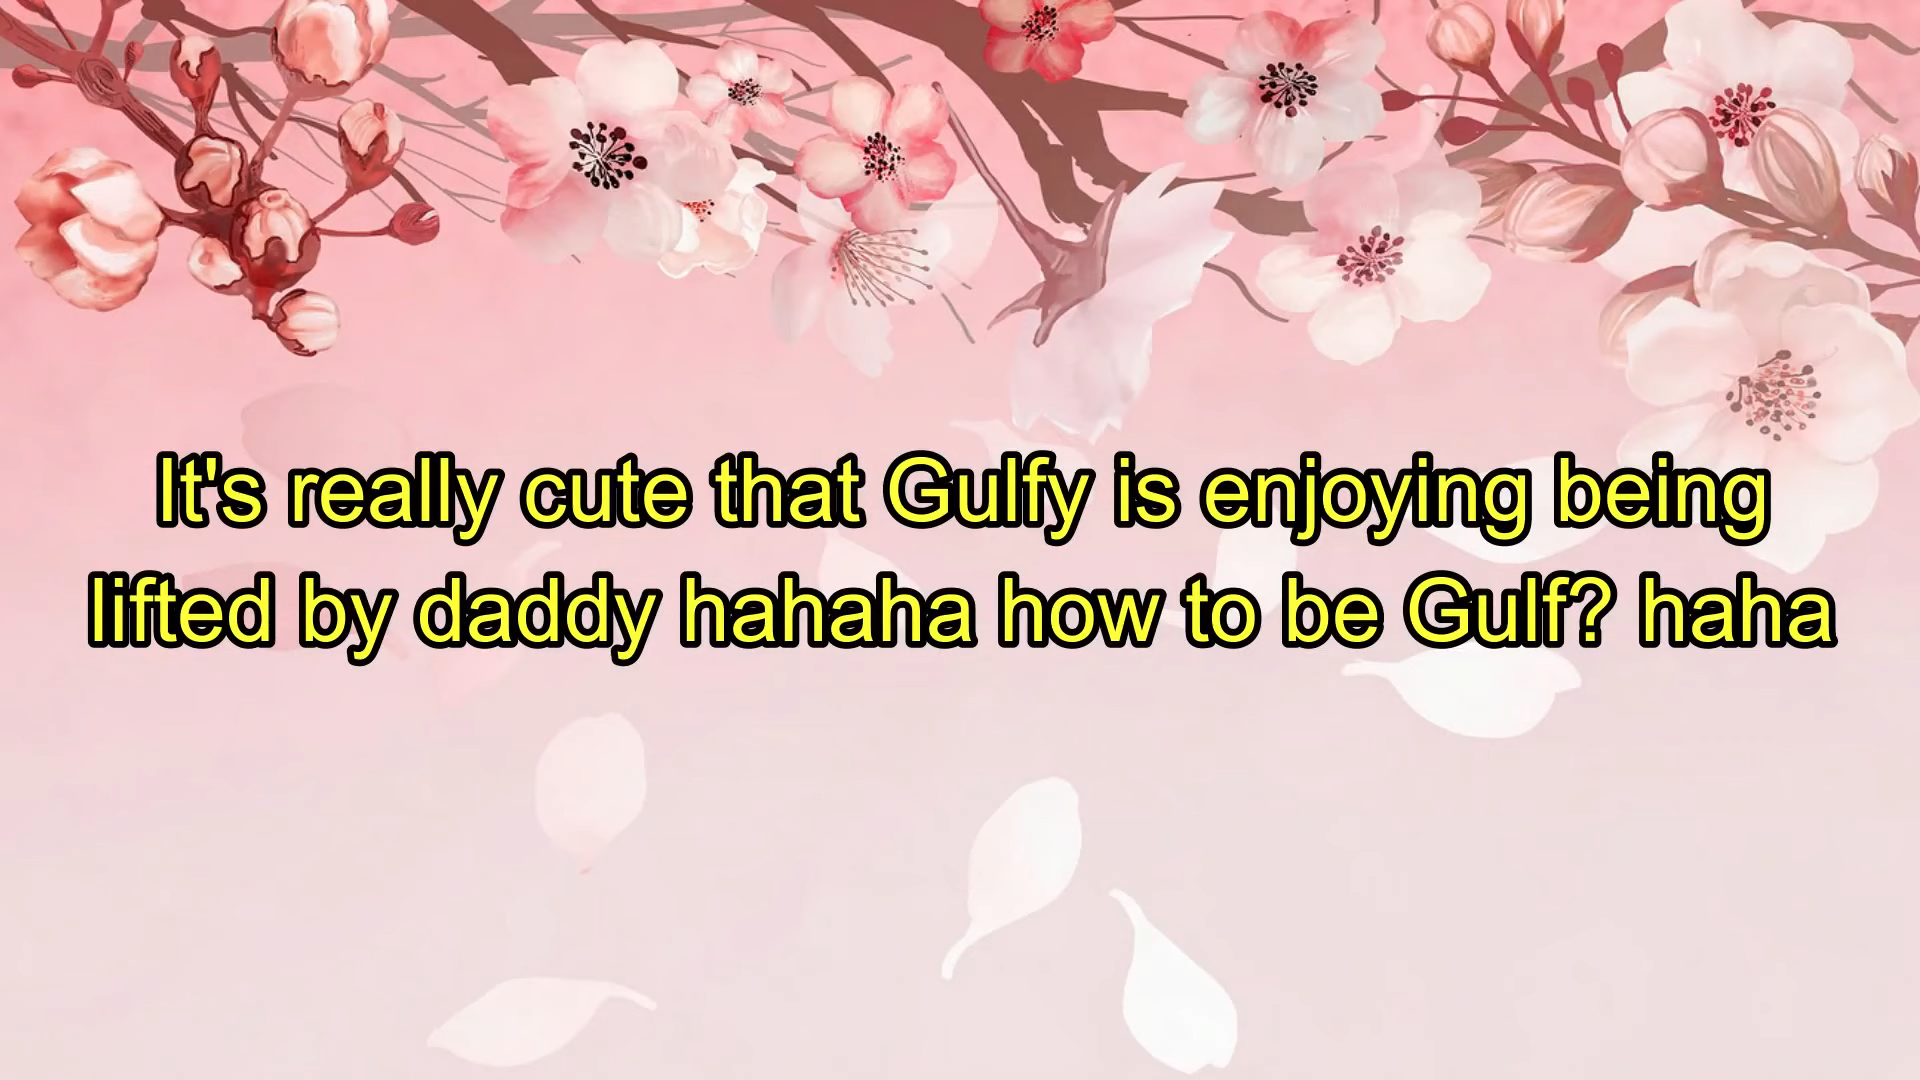 It's really cute that Gulfy is enjoying being
lifted by daddy hahaha how to be Gulf? haha